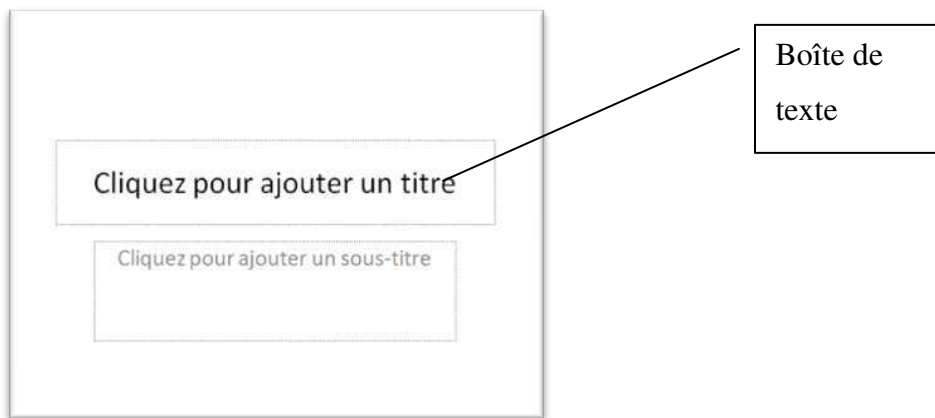 Boîte de
texte
Cliquez pour ajouter un titre
Cliquez pour ajouter un sous-titre